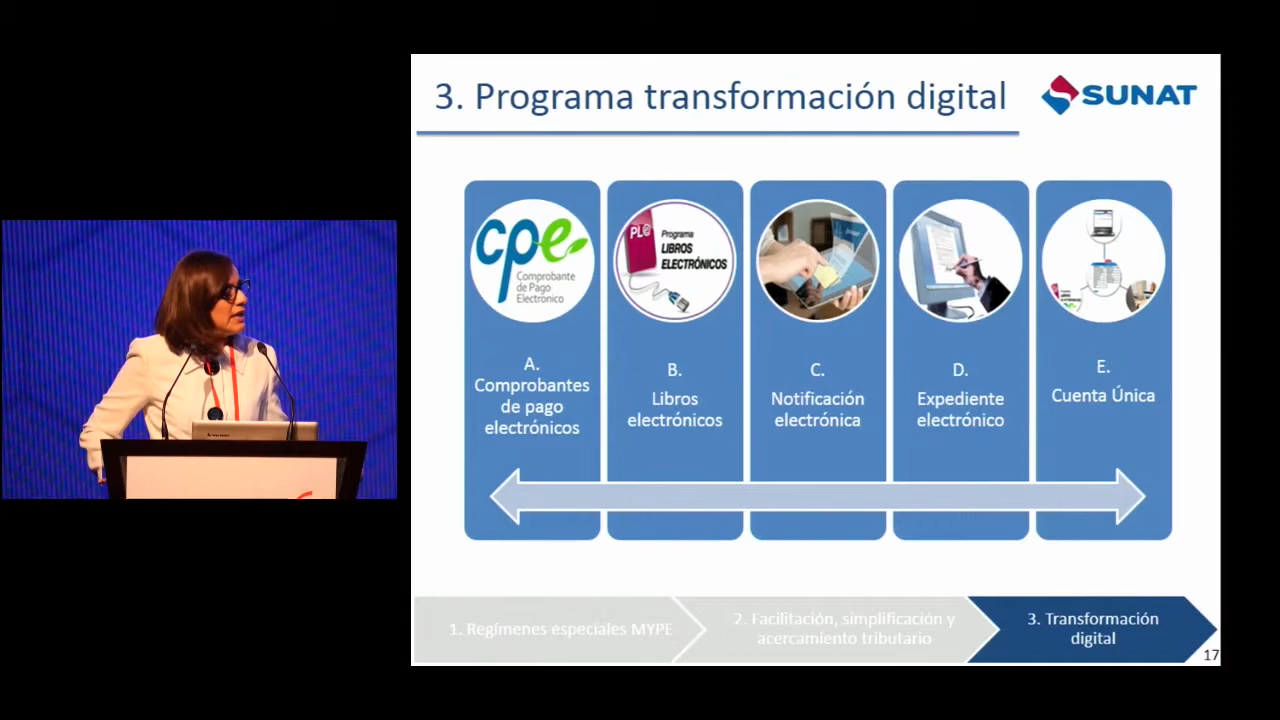 3. Programa transformación digital
SUNAT
cpe
Comprobante
de Pago
Electrónico
PLe
Programa
LIBROS
ELECTRÓNICOS
A.
Comprobantes
de pago
electrónicos
B.
Libros
electrónicos
C.
Notificación
electrónica
D.
Expediente
electrónico
E.
Cuenta Única
1. Regímenes especiales MYPE
2. Facilitación, simplificación y
acercamiento tributario
3. Transformación
digital
17